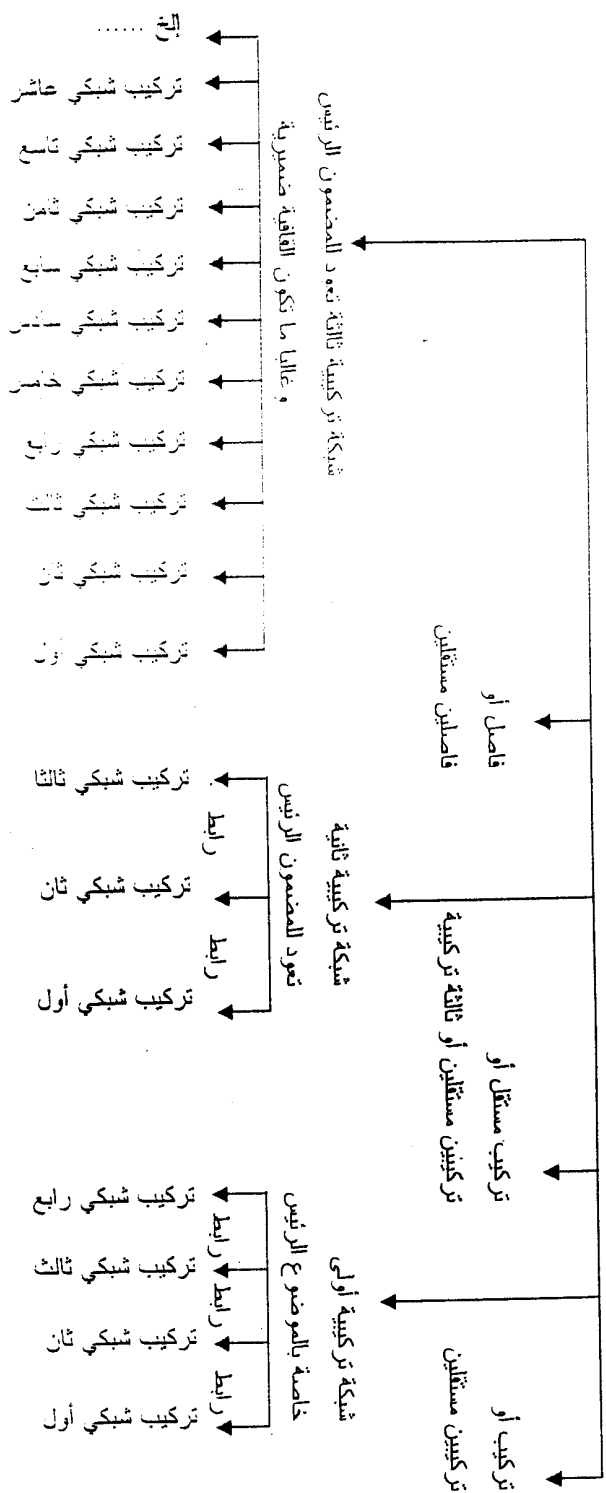 تركيب أو
تركيبين مستقلين
شبكة تركيبية أولى
خاصة بالموضوع الرئيس
تركيب شبكي أول
رابط
تركيب شبكي ثان
رابط
تركيب شبكي ثالث
رابط
تركيب شبكي رابع
تركيب مستقل أو
تركيبين مستقلين أو ثالثة تركيبية
شبكة تركيبية ثانية
تعود للمضمون الرئيس
تركيب شبكي أول
رابط
تركيب شبكي ثان
رابط
تركيب شبكي ثالثا
فاصل أو
فاصلين مستقلين
شبكة تركيبية ثالثة تعود للمضمون الرئيس
وغالبا ما تكون القافية ضميرية
تركيب شبكي أول
تركيب شبكي ثان
تركيب شبكي ثالث
تركيب شبكي رابع
تركيب شبكي خامس
تركيب شبكي سادس
تركيب شبكي سابع
تركيب شبكي ثامن
تركيب شبكي تاسع
تركيب شبكي عاشر
إلخ ......